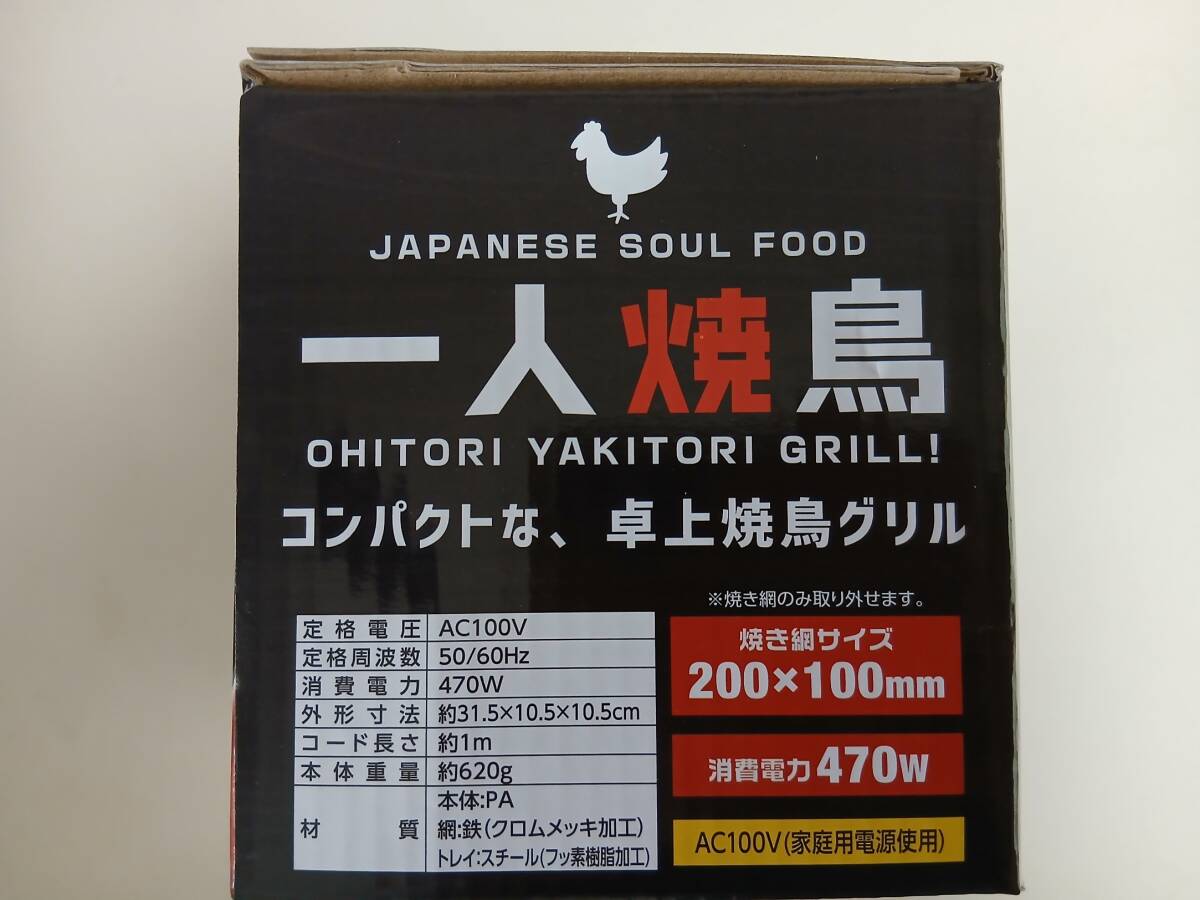 JAPANESE SOUL FOOD
一人焼鳥
OHITORI YAKITORI GRILL!
コンパクトな、卓上焼鳥グリル
定格電圧 AC100V
定格周波数 50/60Hz
消費電力 470W
外形寸法 約31.5×10.5×10.5cm
コード長さ 約1m
本体重量 約620g
材質 本体:PA
網:鉄(クロムメッキ加工)
トレイ:スチール(フッ素樹脂加工)
※焼き網のみ取り外せます。
焼き網サイズ
200×100mm
消費電力470W
AC100V(家庭用電源使用)